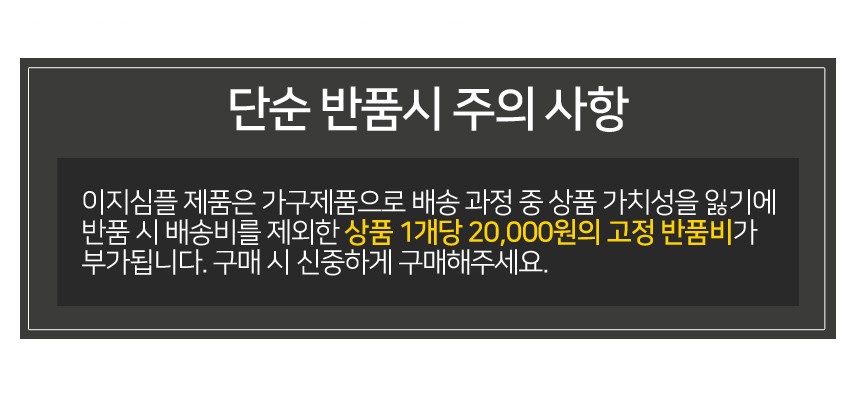 단순 반품시 주의 사항
이지심플 제품은 가구제품으로 배송 과정 중 상품 가치성을 잃기에
반품 시 배송비를 제외한 상품 1개당 20,000원의 고정 반품비가
부가됩니다. 구매 시 신중하게 구매해주세요.